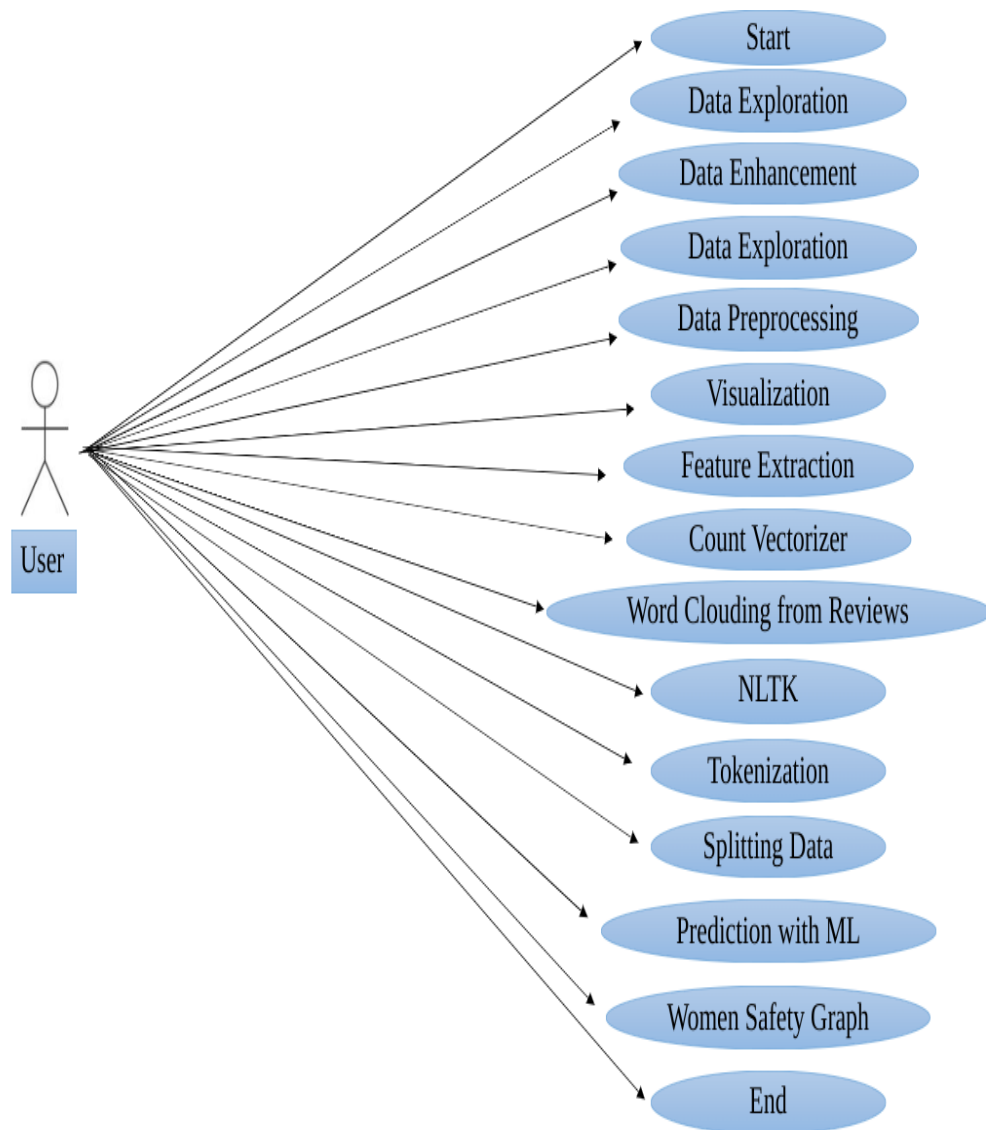 Start
Data Exploration
Data Enhancement
Data Exploration
Data Preprocessing
Visualization
Feature Extraction
Count Vectorizer
User
Word Clouding from Reviews
NLTK
Tokenization
Splitting Data
Prediction with ML
Women Safety Graph
End